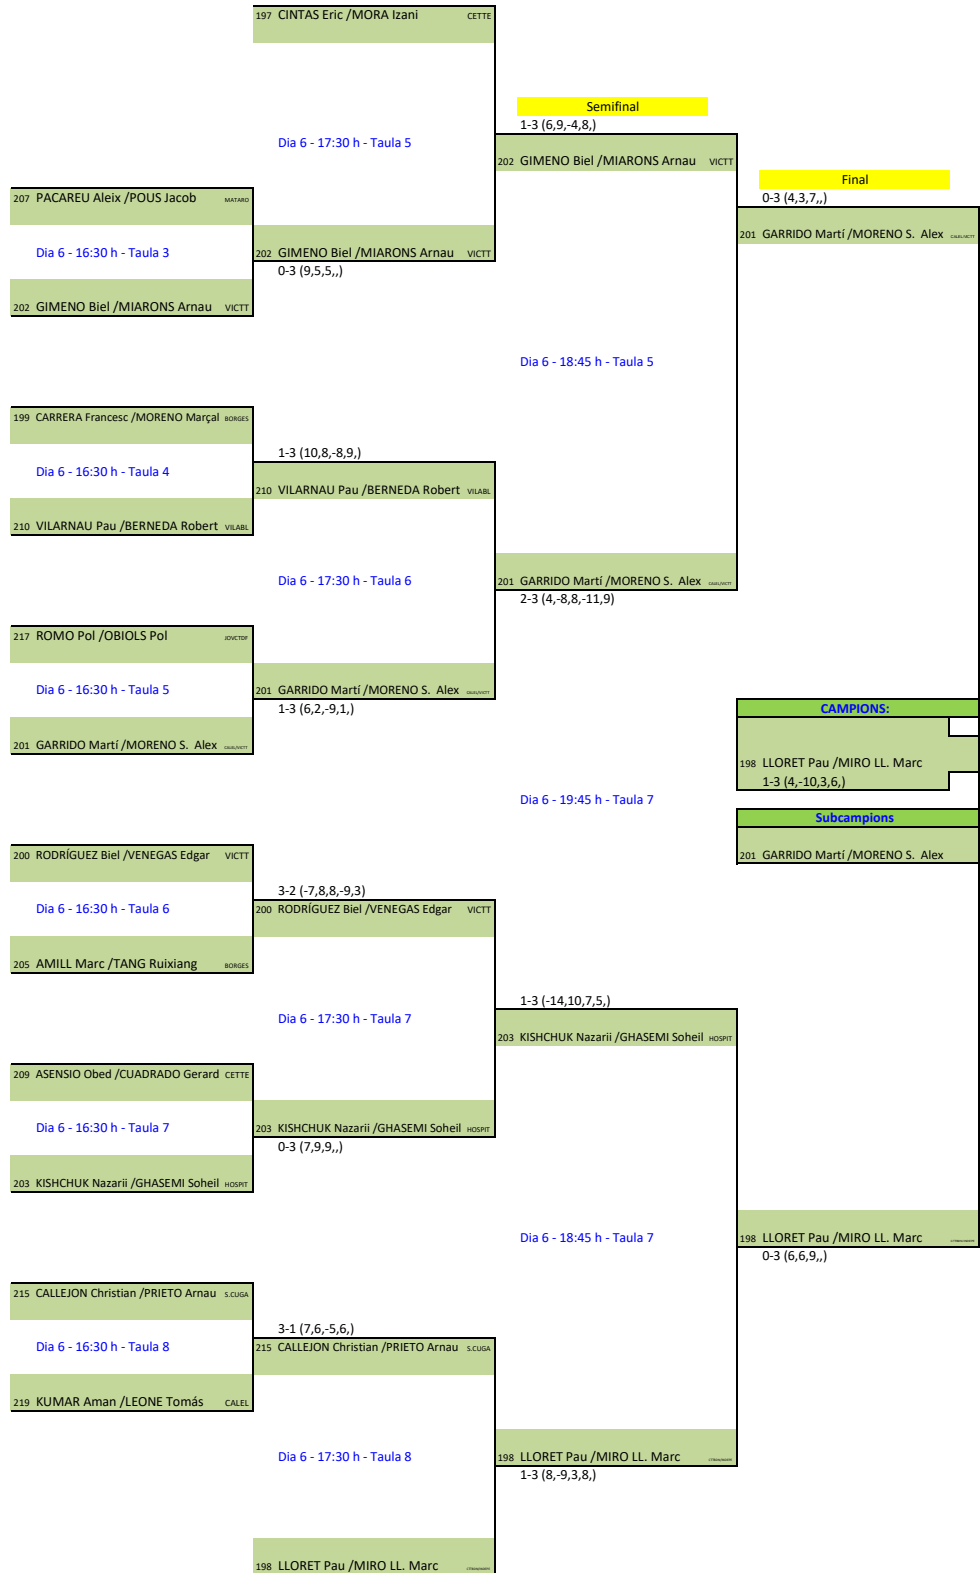 197 CINTAS Eric /MORA Izani CETTE
Semifinal
1-3 (6,9,-4,8,)
Dia 6 - 17:30 h - Taula 5
202 GIMENO Biel /MIARONS Arnau VICTT
Final
0-3 (4,3,7,,)
207 PACAREU Aleix /POUS Jacob MATARO
201 GARRIDO Martí /MORENO S. Alex
Dia 6 - 16:30 h - Taula 3
202 GIMENO Biel /MIARONS Arnau VICTT
0-3 (9,5,5,,)
202 GIMENO Biel /MIARONS Arnau VICTT
Dia 6 - 18:45 h - Taula 5
199 CARRERA Francesc /MORENO Marçal BORGES
1-3 (10,8,-8,9,)
Dia 6 - 16:30 h - Taula 4
210 VILARNAU Pau /BERNEDA Robert VILABL
210 VILARNAU Pau /BERNEDA Robert VILABL
Dia 6 - 17:30 h - Taula 6
201 GARRIDO Martí /MORENO S. Alex
2-3 (4,-8,8,-11,9)
217 ROMO Pol /OBIOLS Pol JOVCTDF
Dia 6 - 16:30 h - Taula 5
201 GARRIDO Martí /MORENO S. Alex
1-3 (6,2,-9,1,)
CAMPIONS:
201 GARRIDO Martí /MORENO S. Alex
198 LLORET Pau /MIRO LL. Marc
1-3 (4,-10,3,6,)
Dia 6 - 19:45 h - Taula 7
Subcampions
200 RODRÍGUEZ Biel /VENEGAS Edgar VICTT
201 GARRIDO Martí /MORENO S. Alex
3-2 (-7,8,8,-9,3)
Dia 6 - 16:30 h - Taula 6
200 RODRÍGUEZ Biel /VENEGAS Edgar VICTT
205 AMILL Marc /TANG Ruixiang BORGES
1-3 (-14,10,7,5,)
Dia 6 - 17:30 h - Taula 7
203 KISHCHUK Nazarii /GHASEMI Soheil HOSPIT
209 ASENSIO Obed /CUADRADO Gerard CETTE
Dia 6 - 16:30 h - Taula 7
203 KISHCHUK Nazarii /GHASEMI Soheil HOSPIT
0-3 (7,9,9,,)
203 KISHCHUK Nazarii /GHASEMI Soheil HOSPIT
Dia 6 - 18:45 h - Taula 7
198 LLORET Pau /MIRO LL. Marc
0-3 (6,6,9,,)
215 CALLEJON Christian /PRIETO Arnau S.CUGA
3-1 (7,6,-5,6,)
Dia 6 - 16:30 h - Taula 8
215 CALLEJON Christian /PRIETO Arnau S.CUGA
219 KUMAR Aman /LEONE Tomás CALEL
Dia 6 - 17:30 h - Taula 8
198 LLORET Pau /MIRO LL. Marc
1-3 (8,-9,3,8,)
198 LLORET Pau /MIRO LL. Marc